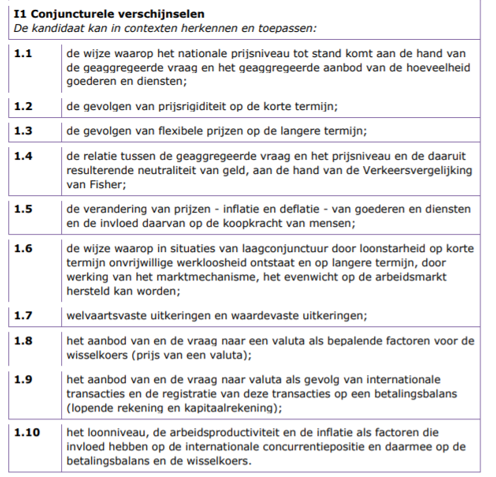 I1 Conjuncturele verschijnselen
De kandidaat kan in contexten herkennen en toepassen:
1.1 de wijze waarop het nationale prijsniveau tot stand komt aan de hand van
de geaggregeerde vraag en het geaggregeerde aanbod van de hoeveelheid
goederen en diensten;
1.2 de gevolgen van prijsrigiditeit op de korte termijn;
1.3 de gevolgen van flexibele prijzen op de langere termijn;
1.4 de relatie tussen de geaggregeerde vraag en het prijsniveau en de daaruit
resulterende neutraliteit van geld, aan de hand van de Verkeersvergelijking
van Fisher;
1.5 de verandering van prijzen - inflatie en deflatie - van goederen en diensten
en de invloed daarvan op de koopkracht van mensen;
1.6 de wijze waarop in situaties van laagconjunctuur door loonstarheid op korte
termijn onvrijwillige werkloosheid ontstaat en op langere termijn, door
werking van het marktmechanisme, het evenwicht op de arbeidsmarkt
hersteld kan worden;
1.7 welvaartsvaste uitkeringen en waardevaste uitkeringen;
1.8 het aanbod van en de vraag naar een valuta als bepalende factoren voor de
wisselkoers (prijs van een valuta);
1.9 het aanbod van en de vraag naar valuta als gevolg van internationale
transacties en de registratie van deze transacties op een betalingsbalans
(lopende rekening en kapitaalrekening);
1.10 het loonniveau, de arbeidsproductiviteit en de inflatie als factoren die
invloed hebben op de internationale concurrentiepositie en daarmee op de
betalingsbalans en de wisselkoers.